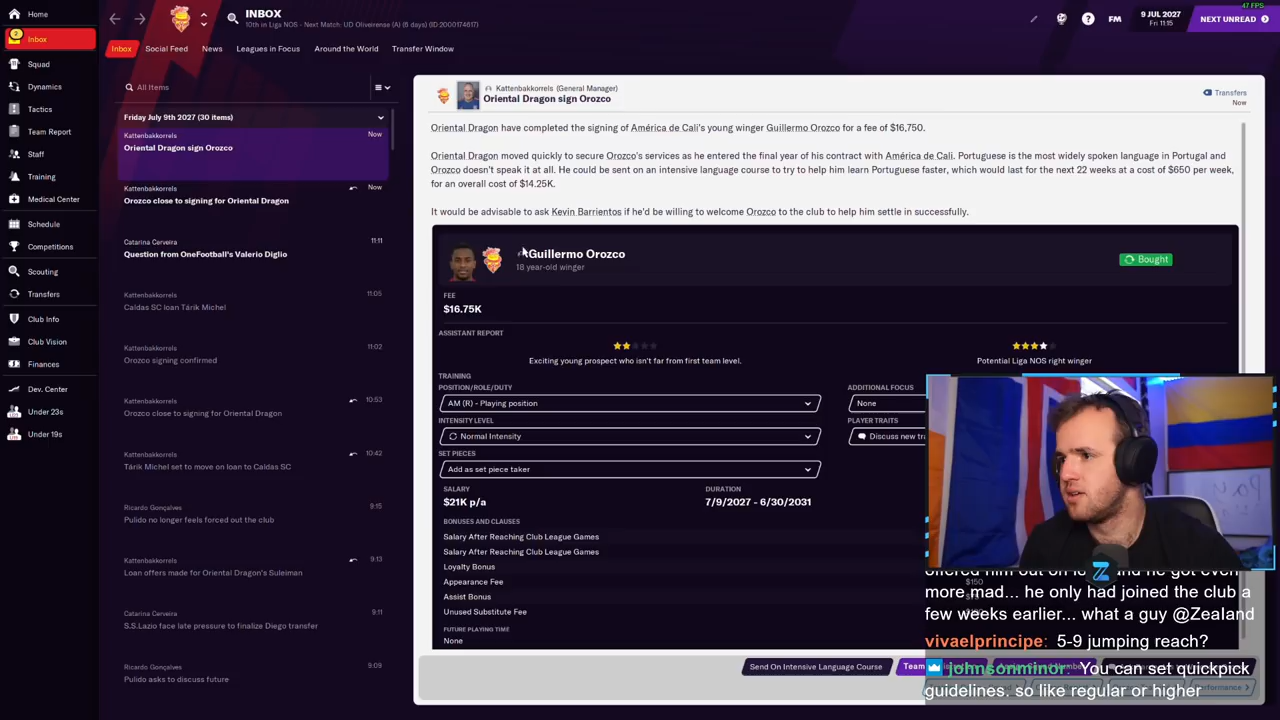 Home
INBOX
10th in Liga NOS - Next Match: UD Oliveirense (A) (8 days) (ID:2000174617)
47 FPS
FM
9 JUL 2027
Fri 11:15
NEXT UNREAD
2
Inbox
Squad
Dynamics
Tactics
Team Report
Staff
Training
Medical Center
Schedule
Competitions
Scouting
Transfers
Club Info
Club Vision
Finances
Dev. Center
Under 23s
Under 19s
Inbox
Social Feed
News
Leagues in Focus
Around the World
Transfer Window
All Items
Friday July 9th 2027 (30 items)
Kattenbakkorrels
Now
Oriental Dragon sign Orozco
Kattenbakkorrels
Now
Orozco close to signing for Oriental Dragon
Catarina Cerveira
11:11
Question from OneFootball's Valerio Diglio
Kattenbakkorrels
11:05
Caldas SC loan Tárik Michel
Kattenbakkorrels
11:02
Orozco signing confirmed
Kattenbakkorrels
10:53
Orozco close to signing for Oriental Dragon
Kattenbakkorrels
10:42
Tárik Michel set to move on loan to Caldas SC
Ricardo Gonçalves
9:15
Pulido no longer feels forced out the club
Kattenbakkorrels
9:13
Loan offers made for Oriental Dragon's Suleiman
Catarina Cerveira
9:11
S.S.Lazio face late pressure to finalize Diego transfer
Ricardo Gonçalves
9:09
Pulido asks to discuss future
Kattenbakkorrels (General Manager)
Oriental Dragon sign Orozco
Transfers
Now
Oriental Dragon have completed the signing of América de Cali's young winger Guillermo Orozco for a fee of $16,750.
Oriental Dragon moved quickly to secure Orozco's services as he entered the final year of his contract with América de Cali. Portuguese is the most widely spoken language in Portugal and
Orozco doesn't speak it at all. He could be sent on an intensive language course to try to help him learn Portuguese faster, which would last for the next 22 weeks at a cost of $650 per week,
for an overall cost of $14.25K.
It would be advisable to ask Kevin Barrientos if he'd be willing to welcome Orozco to the club to help him settle in successfully.
Guillermo Orozco
18 year-old winger
Bought
FEE
$16.75K
ASSISTANT REPORT
Exciting young prospect who isn't far from first team level.
Potential Liga NOS right winger
TRAINING
POSITION/ROLE/DUTY
AM (R) - Playing position
ADDITIONAL FOCUS
None
INTENSITY LEVEL
Normal Intensity
PLAYER TRAITS
Discuss new tra
SET PIECES
Add as set piece taker
SALARY
$21K p/a
DURATION
7/9/2027 - 6/30/2031
BONUSES AND CLAUSES
Salary After Reaching Club League Games
Salary After Reaching Club League Games
Loyalty Bonus
Appearance Fee
$150
Assist Bonus
Unused Substitute Fee
FUTURE PLAYING TIME
None
Send On Intensive Language Course
Team
more mad... he only had joined the club a
few weeks earlier... what a guy @Zealand
vivaelprincipe: 5-9 jumping reach?
johnsonminor: You can set quickpick
guidelines. so like regular or higher